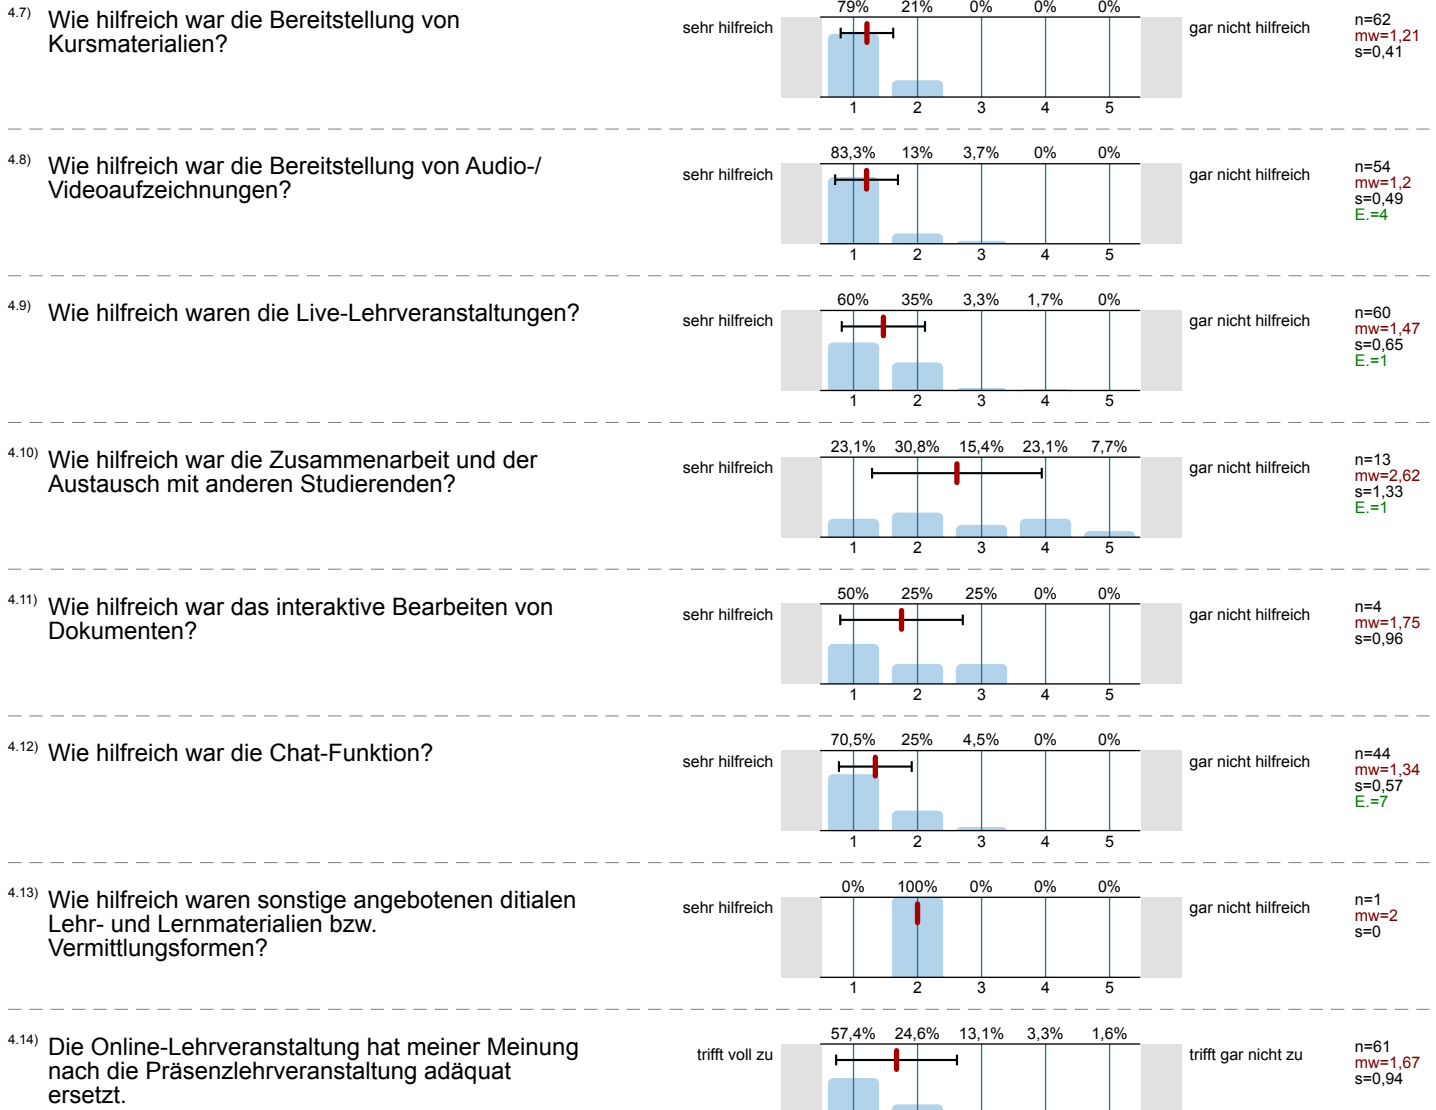 4.7) Wie hilfreich war die Bereitstellung von
Kursmaterialien?
sehr hilfreich
79% 21% 0% 0% 0%
1 2 3 4 5
gar nicht hilfreich
n=62
mw=1,21
s=0,41
4.8) Wie hilfreich war die Bereitstellung von Audio-/
Videoaufzeichnungen?
sehr hilfreich
83,3% 13% 3,7% 0% 0%
1 2 3 4 5
gar nicht hilfreich
n=54
mw=1,2
s=0,49
E.=4
4.9) Wie hilfreich waren die Live-Lehrveranstaltungen?
sehr hilfreich
60% 35% 3,3% 1,7% 0%
1 2 3 4 5
gar nicht hilfreich
n=60
mw=1,47
s=0,65
E.=1
4.10) Wie hilfreich war die Zusammenarbeit und der
Austausch mit anderen Studierenden?
sehr hilfreich
23,1% 30,8% 15,4% 23,1% 7,7%
1 2 3 4 5
gar nicht hilfreich
n=13
mw=2,62
s=1,33
E.=1
4.11) Wie hilfreich war das interaktive Bearbeiten von
Dokumenten?
sehr hilfreich
50% 25% 25% 0% 0%
1 2 3 4 5
gar nicht hilfreich
n=4
mw=1,75
s=0,96
4.12) Wie hilfreich war die Chat-Funktion?
sehr hilfreich
70,5% 25% 4,5% 0% 0%
1 2 3 4 5
gar nicht hilfreich
n=44
mw=1,34
s=0,57
E.=7
4.13) Wie hilfreich waren sonstige angebotenen ditialen
Lehr- und Lernmaterialien bzw.
Vermittlungsformen?
sehr hilfreich
0% 100% 0% 0% 0%
1 2 3 4 5
gar nicht hilfreich
n=1
mw=2
s=0
4.14) Die Online-Lehrveranstaltung hat meiner Meinung
nach die Präsenzlehrveranstaltung adäquat
ersetzt.
trifft voll zu
57,4% 24,6% 13,1% 3,3% 1,6%
trifft gar nicht zu
n=61
mw=1,67
s=0,94